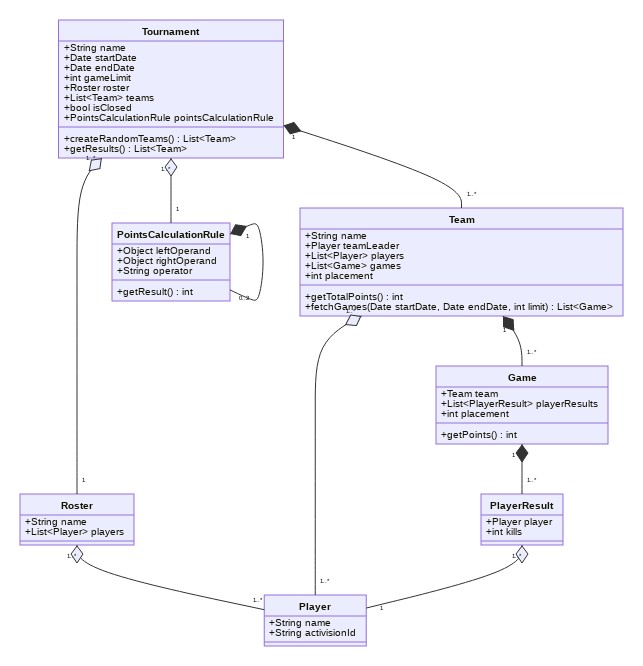 Tournament
+String name
+Date startDate
+Date endDate
+int gameLimit
+Roster roster
+List<Team> teams
+bool isClosed
+PointsCalculationRule pointsCalculationRule
+createRandomTeams() : List<Team>
+getResults() : List<Team>
1..*
1..*
1
1
1..*
PointsCalculationRule
+Object leftOperand
+Object rightOperand
+String operator
+getResult() : int
1
0..2
Team
+String name
+Player teamLeader
+List<Player> players
+List<Game> games
+int placement
+getTotalPoints() : int
+fetchGames(Date startDate, Date endDate, int limit) : List<Game>
1
1..*
Game
+Team team
+List<PlayerResult> playerResults
+int placement
+getPoints() : int
1
1
1..*
Roster
+String name
+List<Player> players
1..*
PlayerResult
+Player player
+int kills
1..*
1..*
1..*
1
Player
+String name
+String activisionId